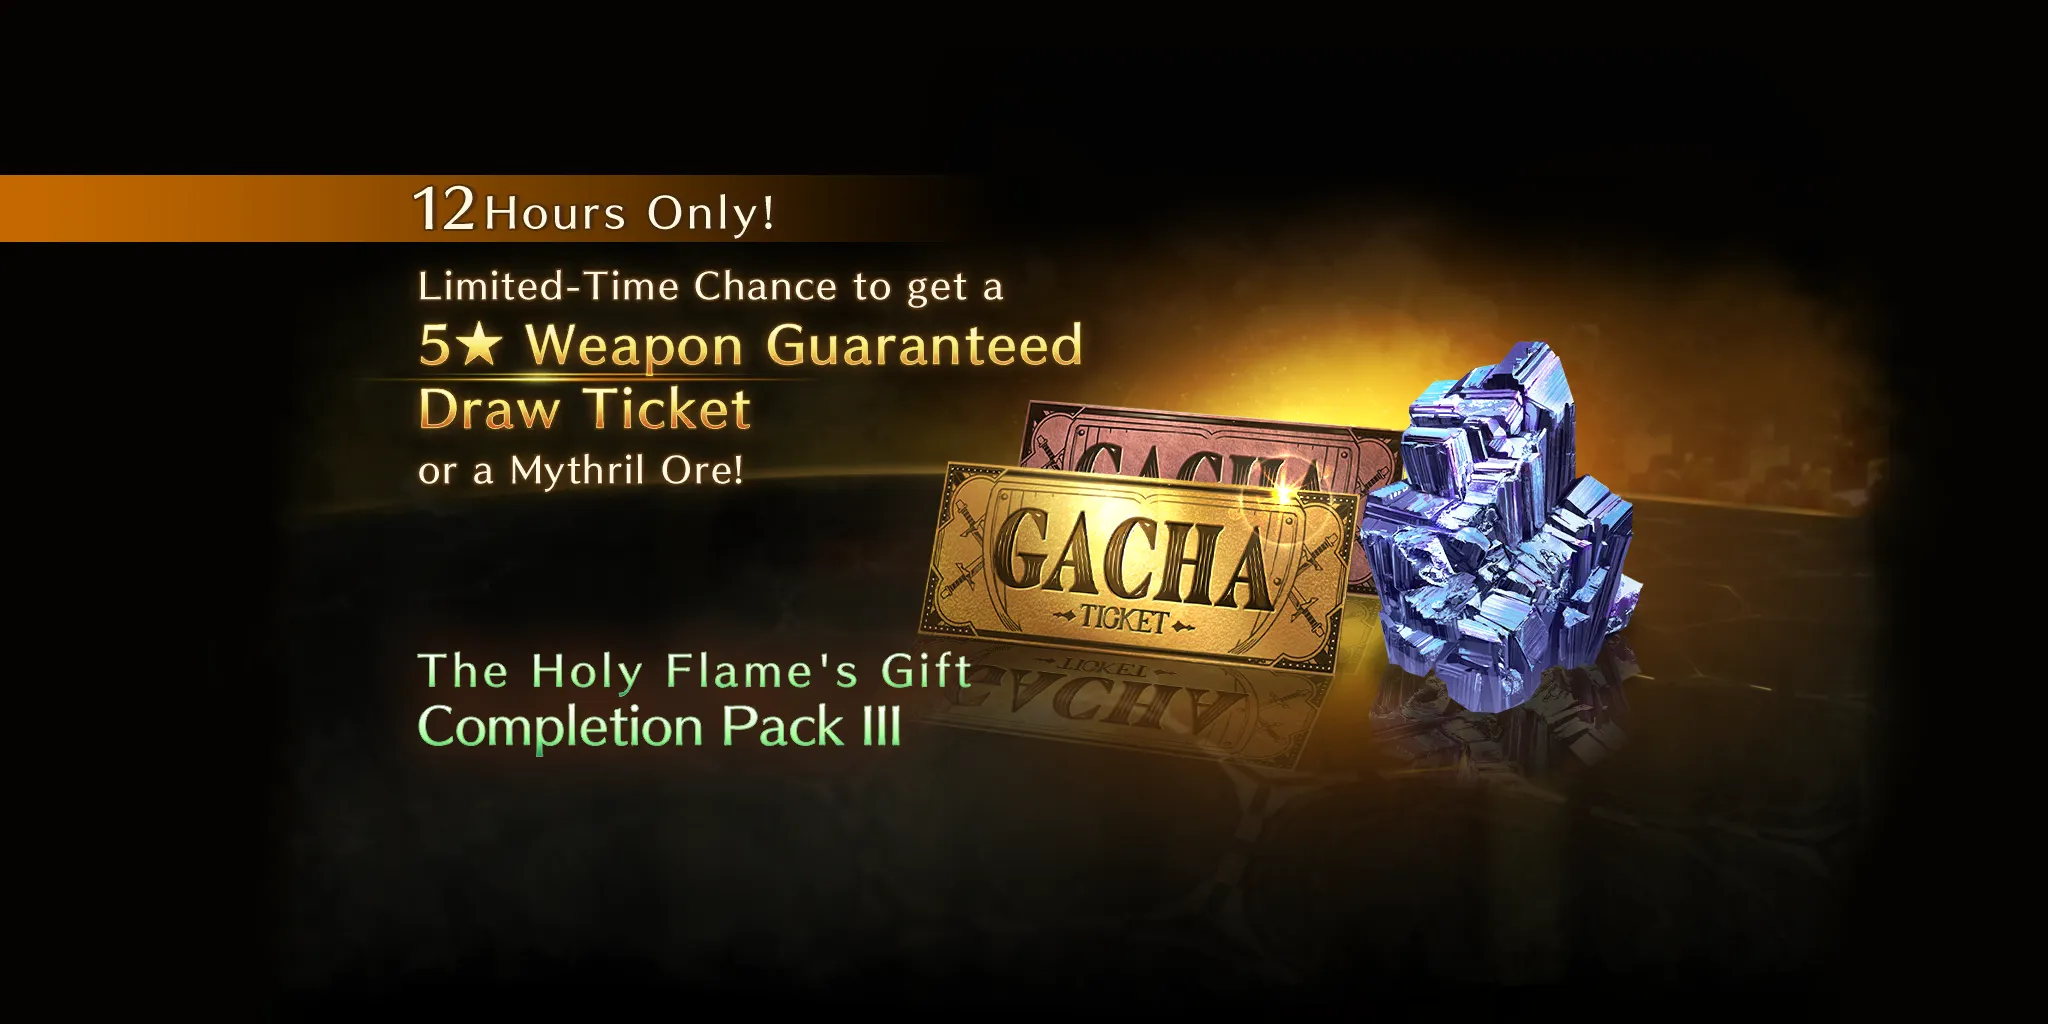 12 Hours Only!
Limited-Time Chance to get a
5★ Weapon Guaranteed
Draw Ticket
or a Mythril Ore!
GACHA
GACHA
TICKET
The Holy Flame's Gift
Completion Pack III